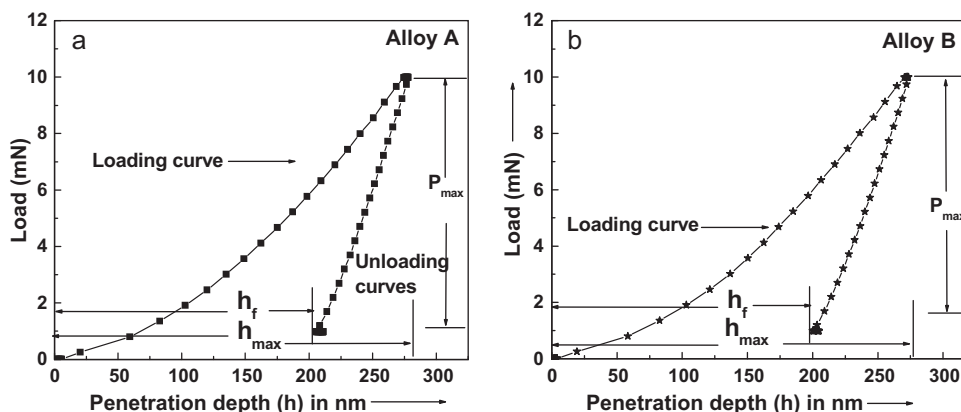 a
Alloy A
12
10
8
6
4
2
0
Load (mN)
Loading curve
Unloading
curves
P max
h f
h max
0 50 100 150 200 250 300
Penetration depth (h) in nm
b
Alloy B
12
10
8
6
4
2
0
Load (mN)
Loading curve
P max
h f
h max
0 50 100 150 200 250 300
Penetration depth (h) in nm